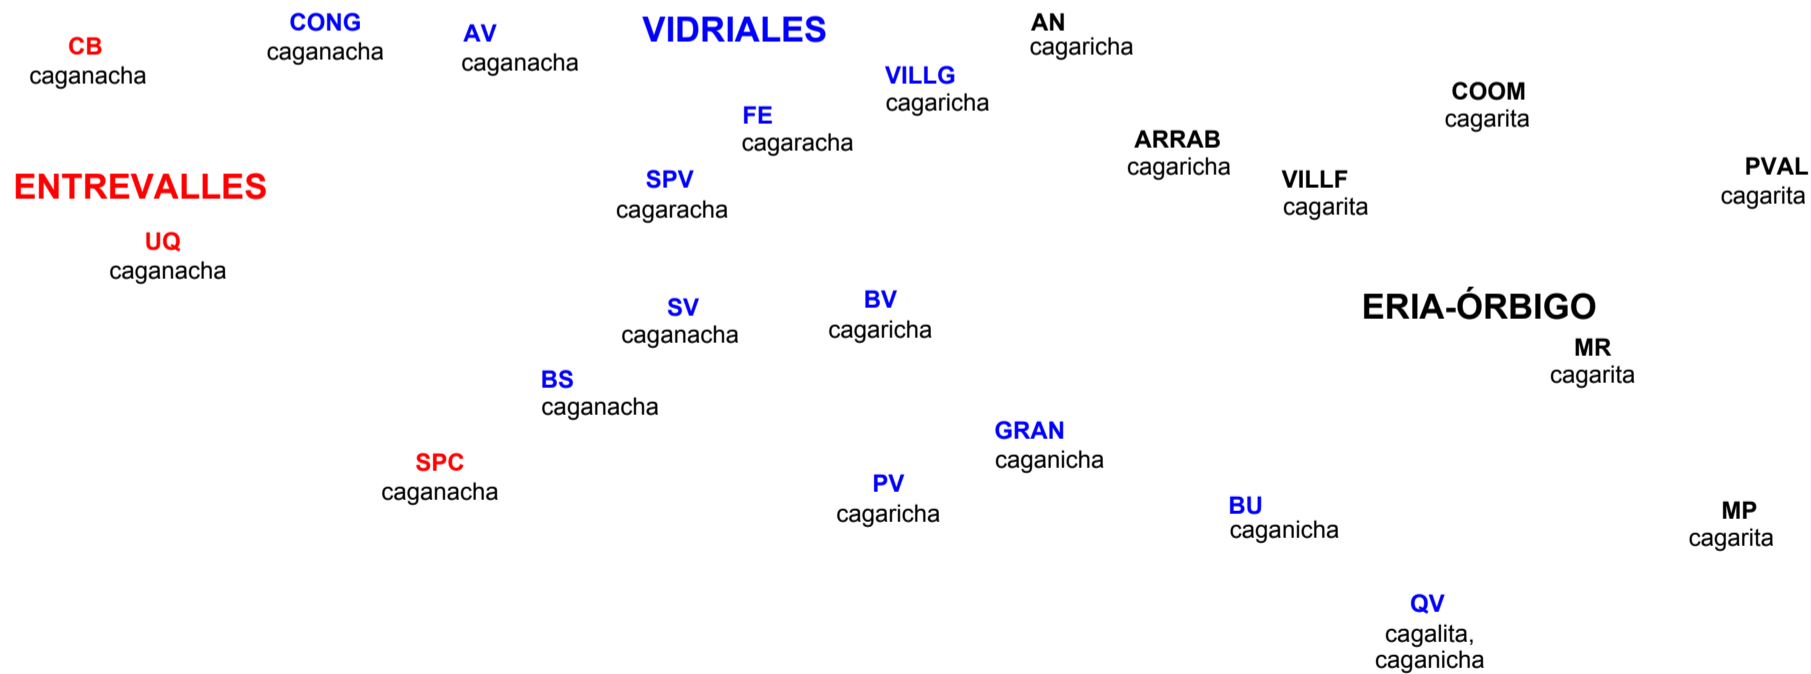 CONG
caganacha
AV
caganacha
VIDRIALES
AN
cagaricha
CB
caganacha
VILLG
cagaricha
COOM
cagarita
FE
cagaracha
ARRAB
cagaricha
PVAL
cagarita
ENTREVALLES
SPV
cagaracha
VILLF
cagarita
UQ
caganacha
SV
caganacha
BV
cagaricha
ERIA-ÓRBIGO
MR
cagarita
BS
caganacha
GRAN
caganicha
SPC
caganacha
PV
cagaricha
BU
caganicha
MP
cagarita
QV
cagalita,
caganicha